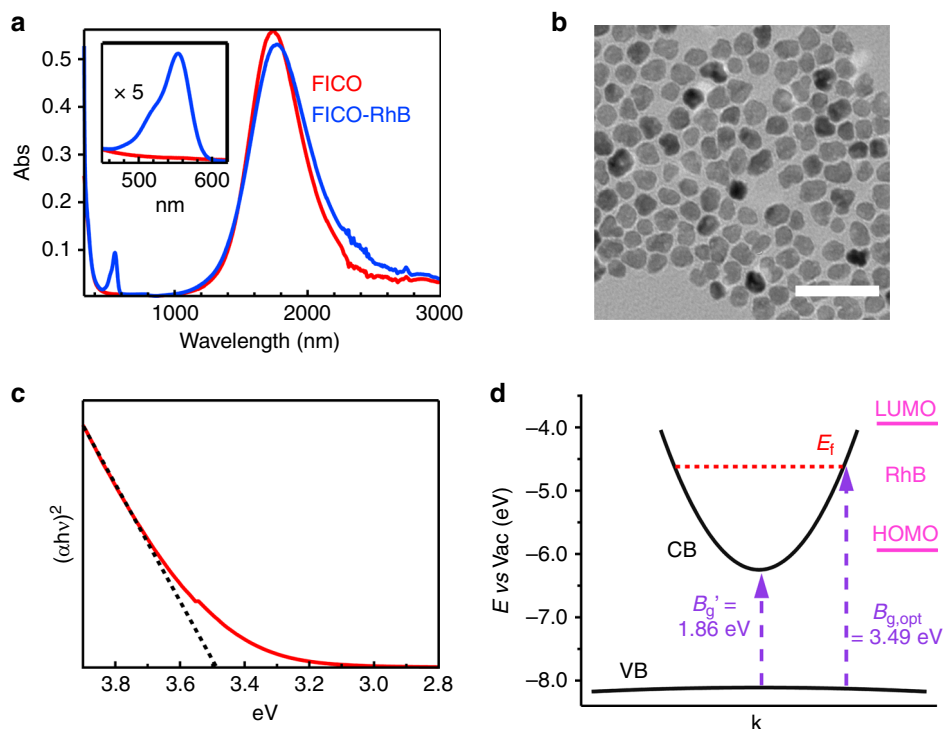 a
0.5
0.4
0.3
0.2
0.1
Abs
× 5
500
600
nm
FICO
FICO-RhB
1000
2000
3000
Wavelength (nm)
b
c
(αhν)²
3.8
3.6
3.4
3.2
3.0
2.8
eV
d
E vs Vac (eV)
–4.0
–5.0
–6.0
–7.0
–8.0
LUMO
Ef
RhB
HOMO
CB
Bg' =
1.86 eV
Bg,opt
= 3.49 eV
VB
k